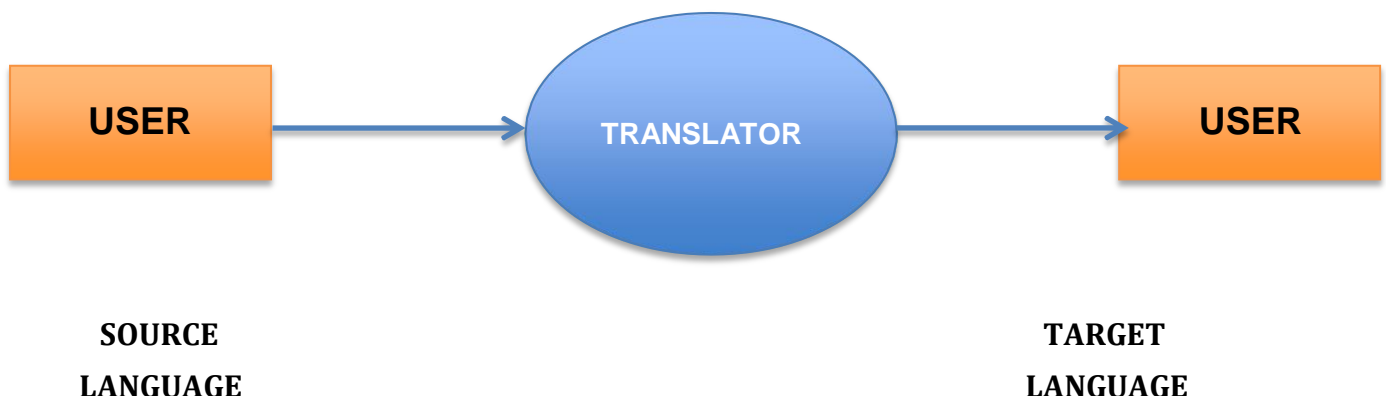 USER
TRANSLATOR
USER
SOURCE
LANGUAGE
TARGET
LANGUAGE